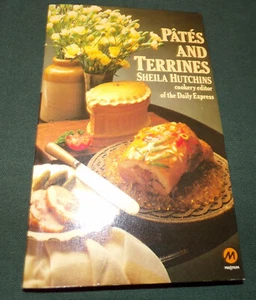 PÂTÉS
AND
TERRINES
SHEILA HUTCHINS
cookery editor
of the Daily Express
M
MAGNUM